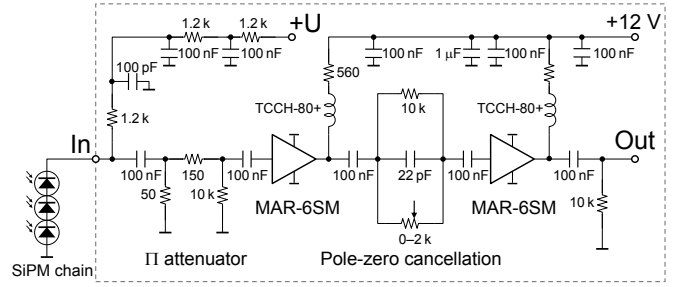 1.2 k
1.2 k
+U
+12 V
100 nF
100 nF
100 nF
1 μF
100 nF
100 nF
100 pF
560
TCCH-80+
10 k
TCCH-80+
1.2 k
In
Out
100 nF
150
100 nF
100 nF
22 pF
100 nF
100 nF
50
10 k
10 k
MAR-6SM
MAR-6SM
0–2 k
SiPM chain
Π attenuator
Pole-zero cancellation